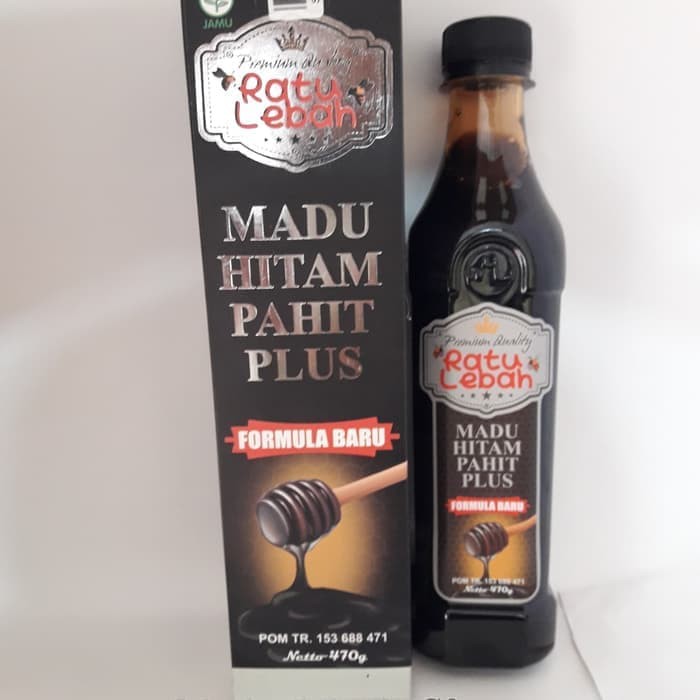 JAMU
Premium Quality
Ratu
Lebah
MADU
HITAM
PAHIT
PLUS
FORMULA BARU
POM TR. 153 688 471
Netto 470g
Premium Quality
Ratu
Lebah
MADU
HITAM
PAHIT
PLUS
FORMULA BARU
POM TR. 153 688 471
Netto 470g